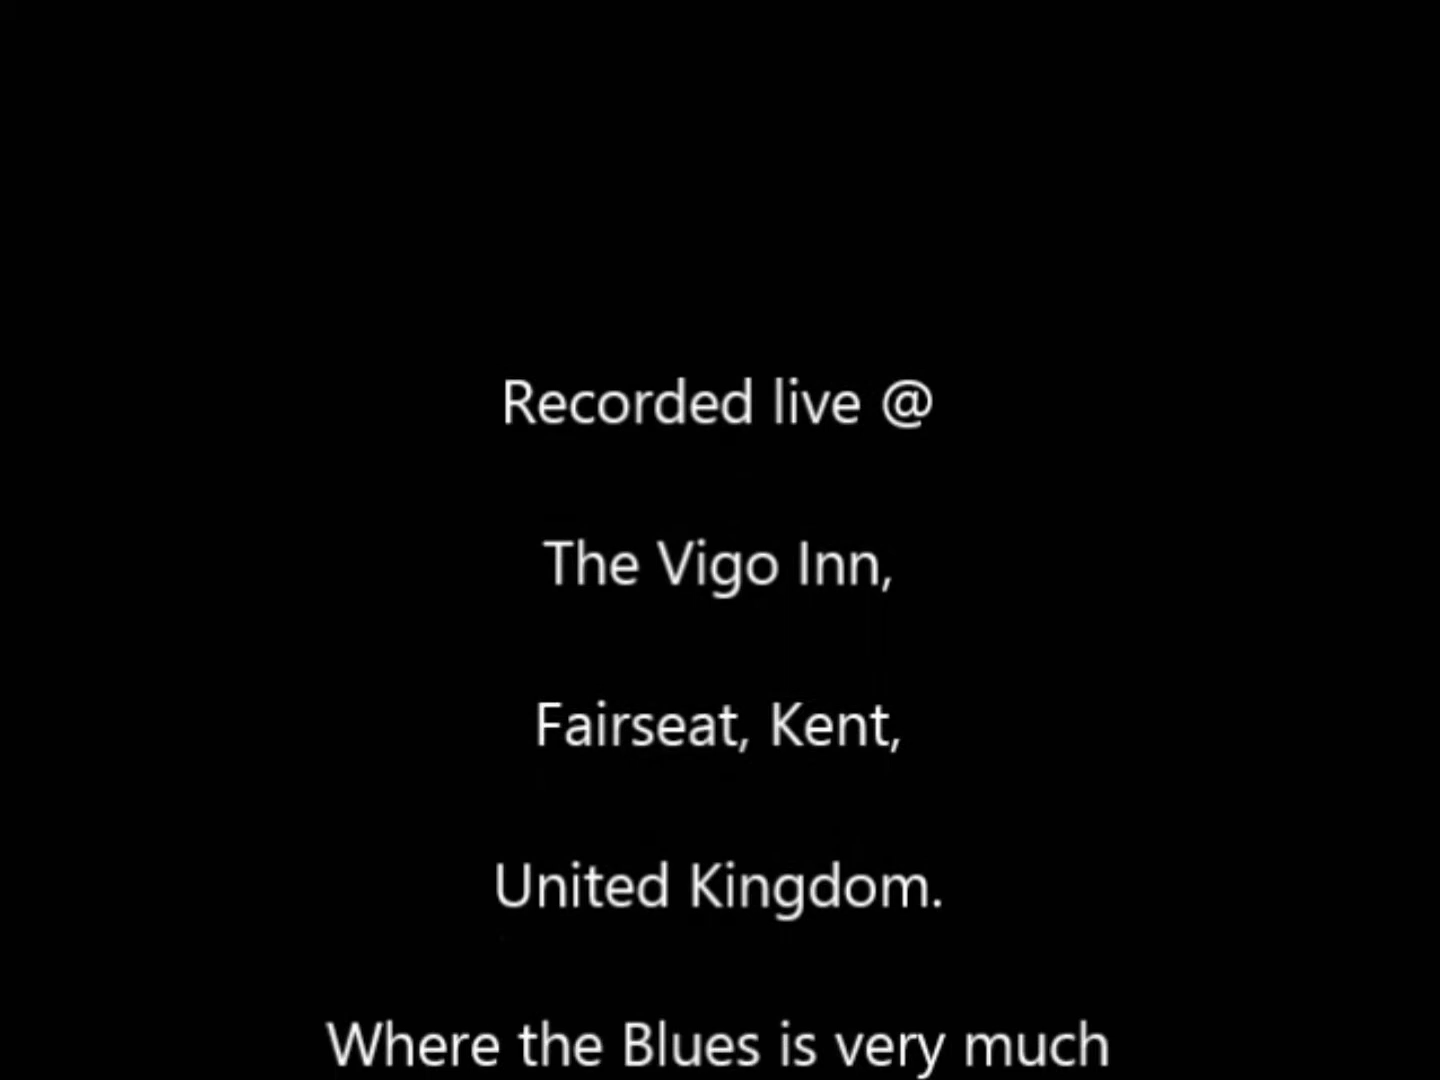 Recorded live @
The Vigo Inn,
Fairseat, Kent,
United Kingdom.
Where the Blues is very much